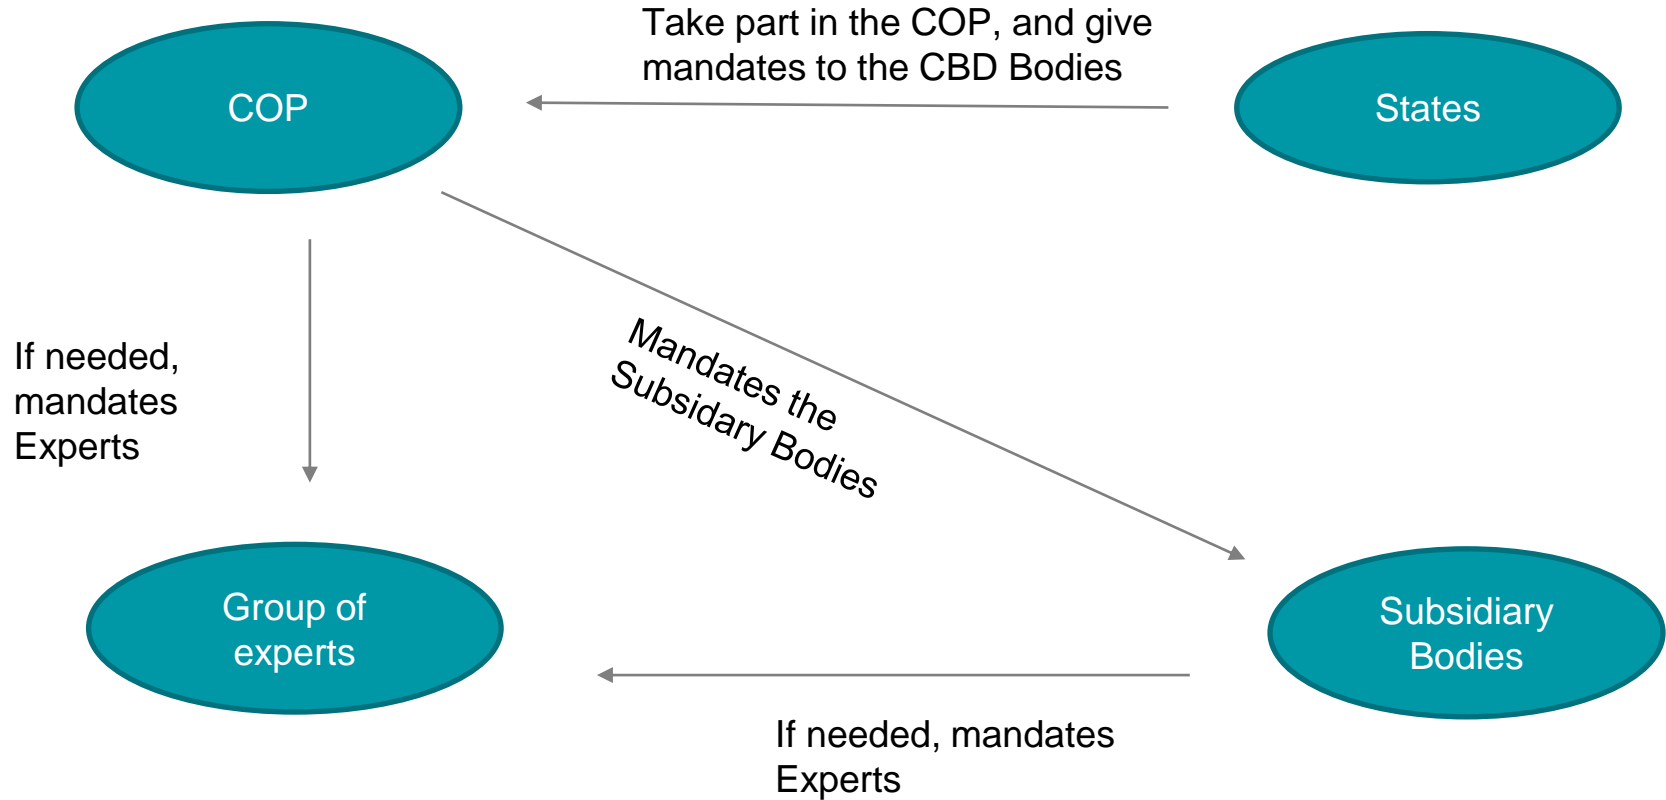 Take part in the COP, and give
mandates to the CBD Bodies
COP
States
If needed,
mandates
Experts
Mandates the
Subsidary Bodies
Group of
experts
Subsidiary
Bodies
If needed, mandates
Experts